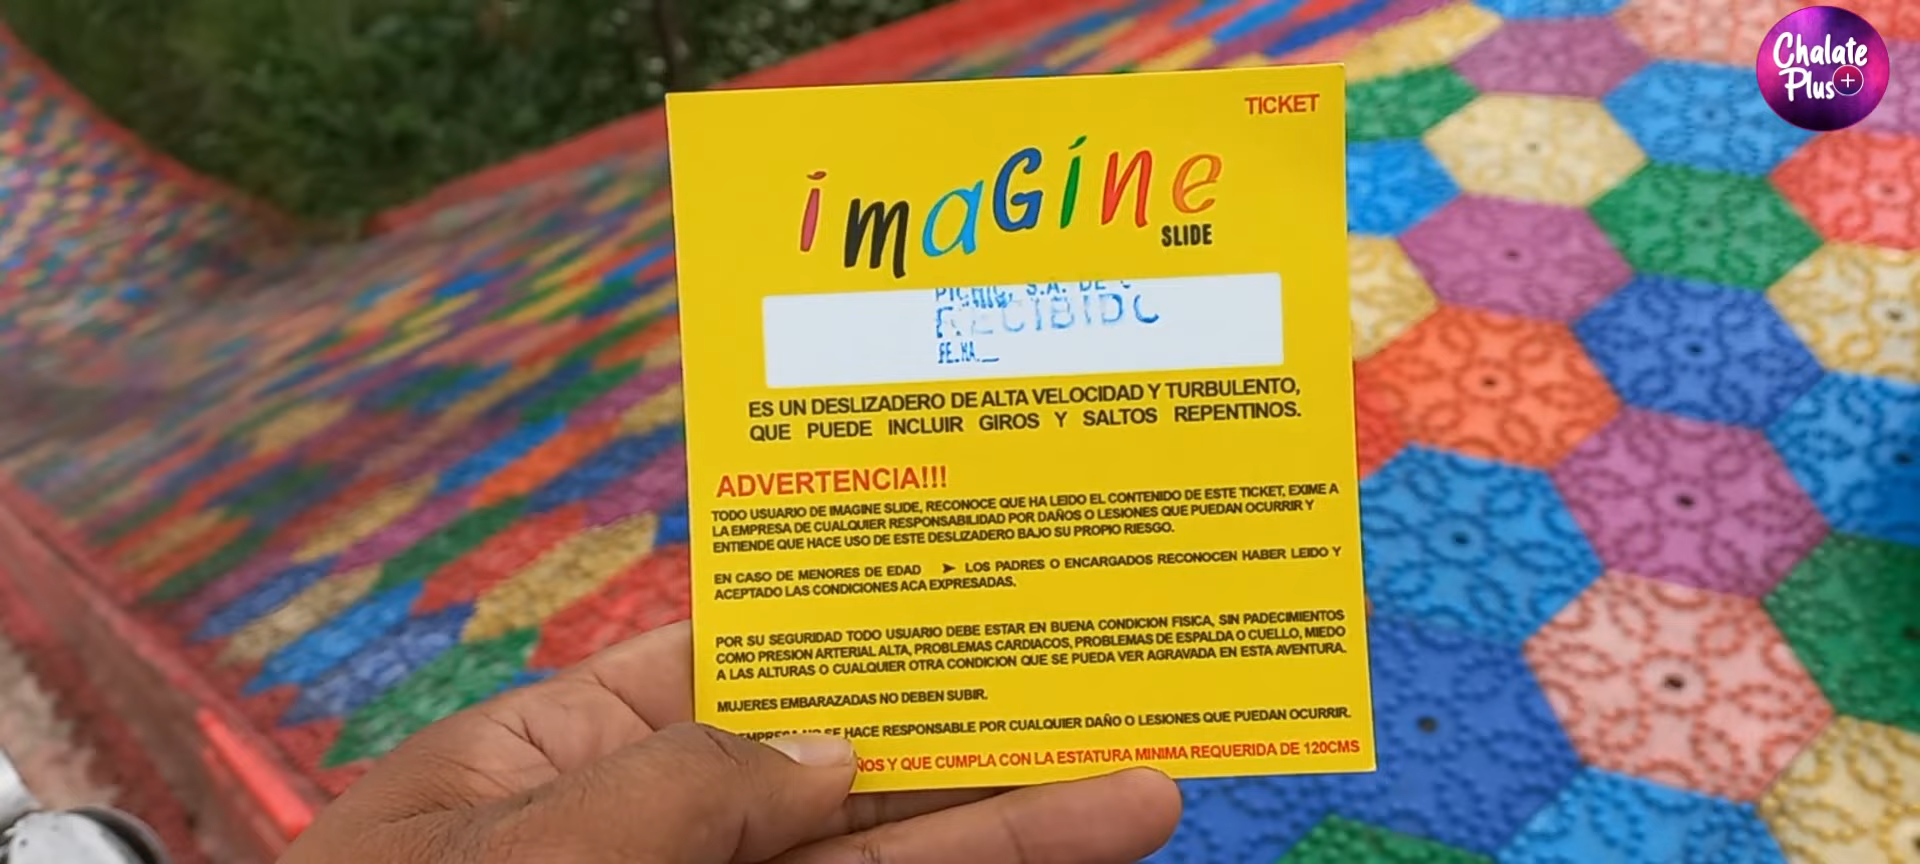 Chalate
Plus+
TICKET
imaGine
SLIDE
S.A. DE
RECIBIDO
ES UN DESLIZADERO DE ALTA VELOCIDAD Y TURBULENTO,
QUE PUEDE INCLUIR GIROS Y SALTOS REPENTINOS.
ADVERTENCIA!!!
TODO USUARIO DE IMAGINE SLIDE, RECONOCE QUE HA LEIDO EL CONTENIDO DE ESTE TICKET, EXIME A
LA EMPRESA DE CUALQUIER RESPONSABILIDAD POR DAÑOS O LESIONES QUE PUEDAN OCURRIR Y
ENTIENDE QUE HACE USO DE ESTE DESLIZADERO BAJO SU PROPIO RIESGO.
EN CASO DE MENORES DE EDAD ➤ LOS PADRES O ENCARGADOS RECONOCEN HABER LEIDO Y
ACEPTADO LAS CONDICIONES ACA EXPRESADAS.
POR SU SEGURIDAD TODO USUARIO DEBE ESTAR EN BUENA CONDICION FISICA, SIN PADECIMIENTOS
COMO PRESION ARTERIAL ALTA, PROBLEMAS CARDIACOS, PROBLEMAS DE ESPALDA O CUELLO, MIEDO
A LAS ALTURAS O CUALQUIER OTRA CONDICION QUE SE PUEDA VER AGRAVADA EN ESTA AVENTURA.
MUJERES EMBARAZADAS NO DEBEN SUBIR.
EMPRESA NO SE HACE RESPONSABLE POR CUALQUIER DAÑO O LESIONES QUE PUEDAN OCURRIR.
Y QUE CUMPLA CON LA ESTATURA MINIMA REQUERIDA DE 120CMS